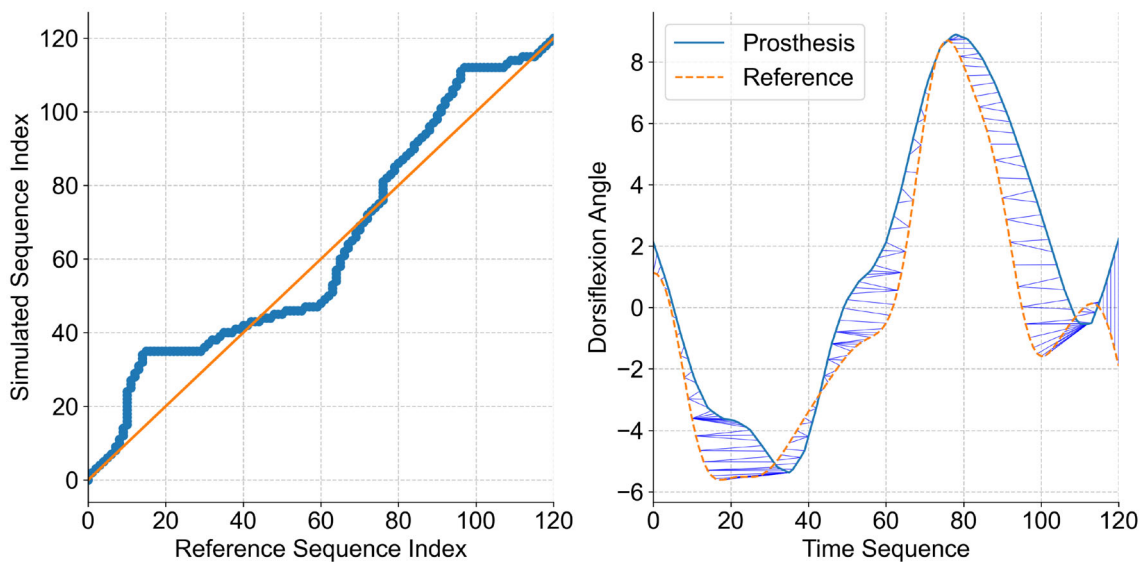 Simulated Sequence Index
120
100
80
60
40
20
0
0 20 40 60 80 100 120
Reference Sequence Index
Dorsiflexion Angle
Prosthesis
Reference
8
6
4
2
0
−2
−4
−6
0 20 40 60 80 100 120
Time Sequence